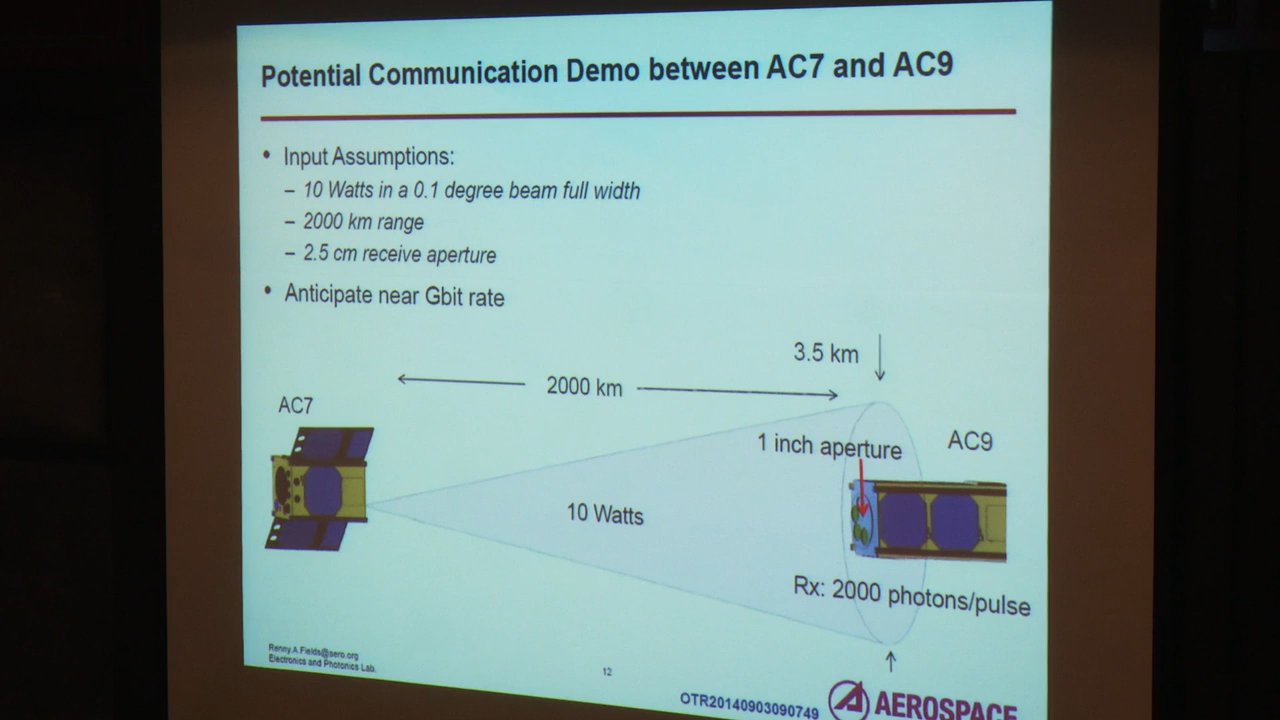 Potential Communication Demo between AC7 and AC9
• Input Assumptions:
– 10 Watts in a 0.1 degree beam full width
– 2000 km range
– 2.5 cm receive aperture
• Anticipate near Gbit rate
3.5 km
2000 km
AC7
1 inch aperture
AC9
10 Watts
Rx: 2000 photons/pulse
Renny.A.Fields@aero.org
Electronics and Photonics Lab.
12
OTR20140903090749
AEROSPACE